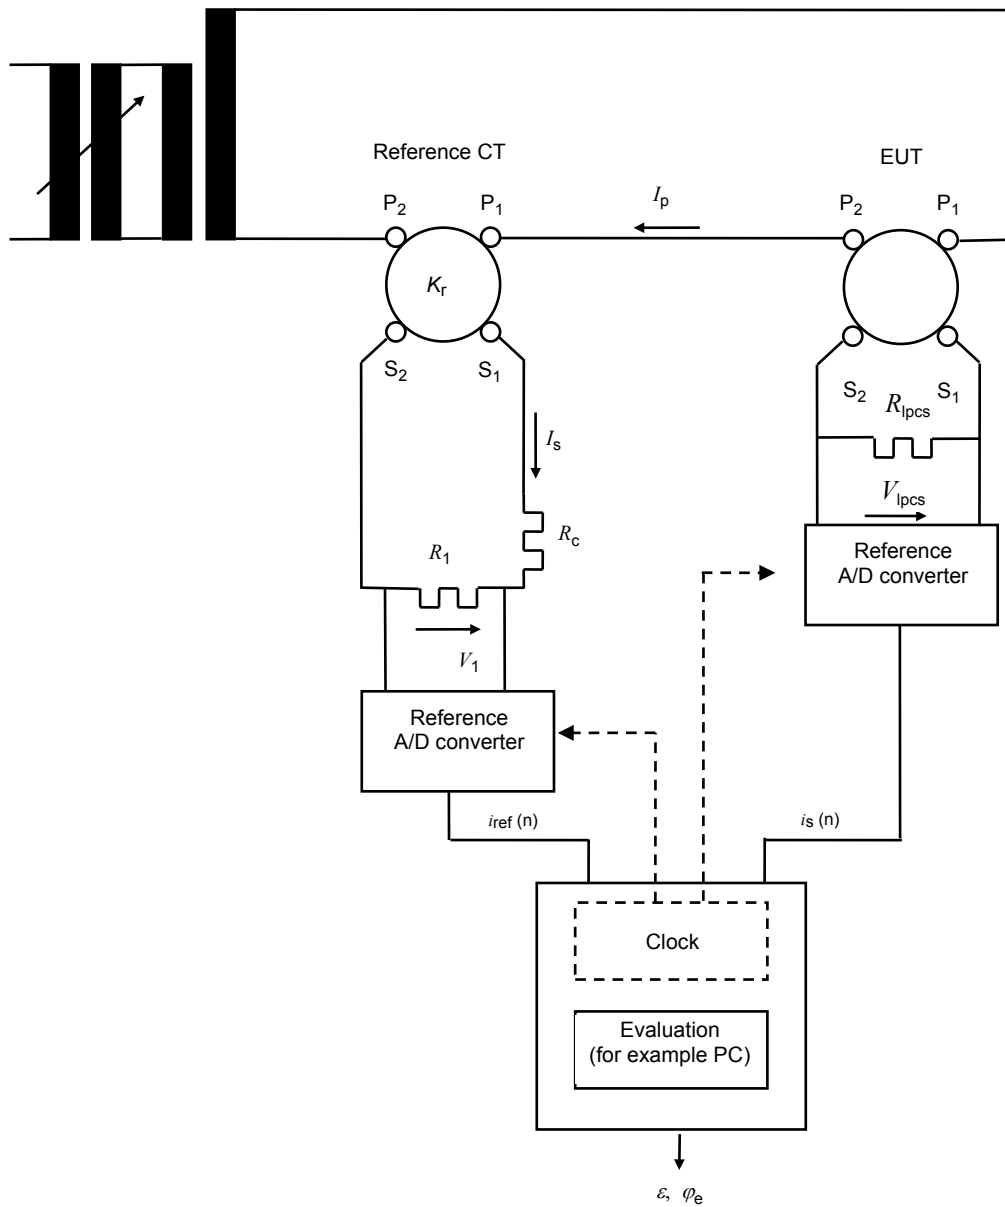 Reference CT
EUT
P2
P1
Ip
P2
P1
Kr
S2
S1
S2
S1
Rlpcs
Is
Vlpcs
Rc
R1
Reference
A/D converter
V1
Reference
A/D converter
iref (n)
is (n)
Clock
Evaluation
(for example PC)
ε, φe